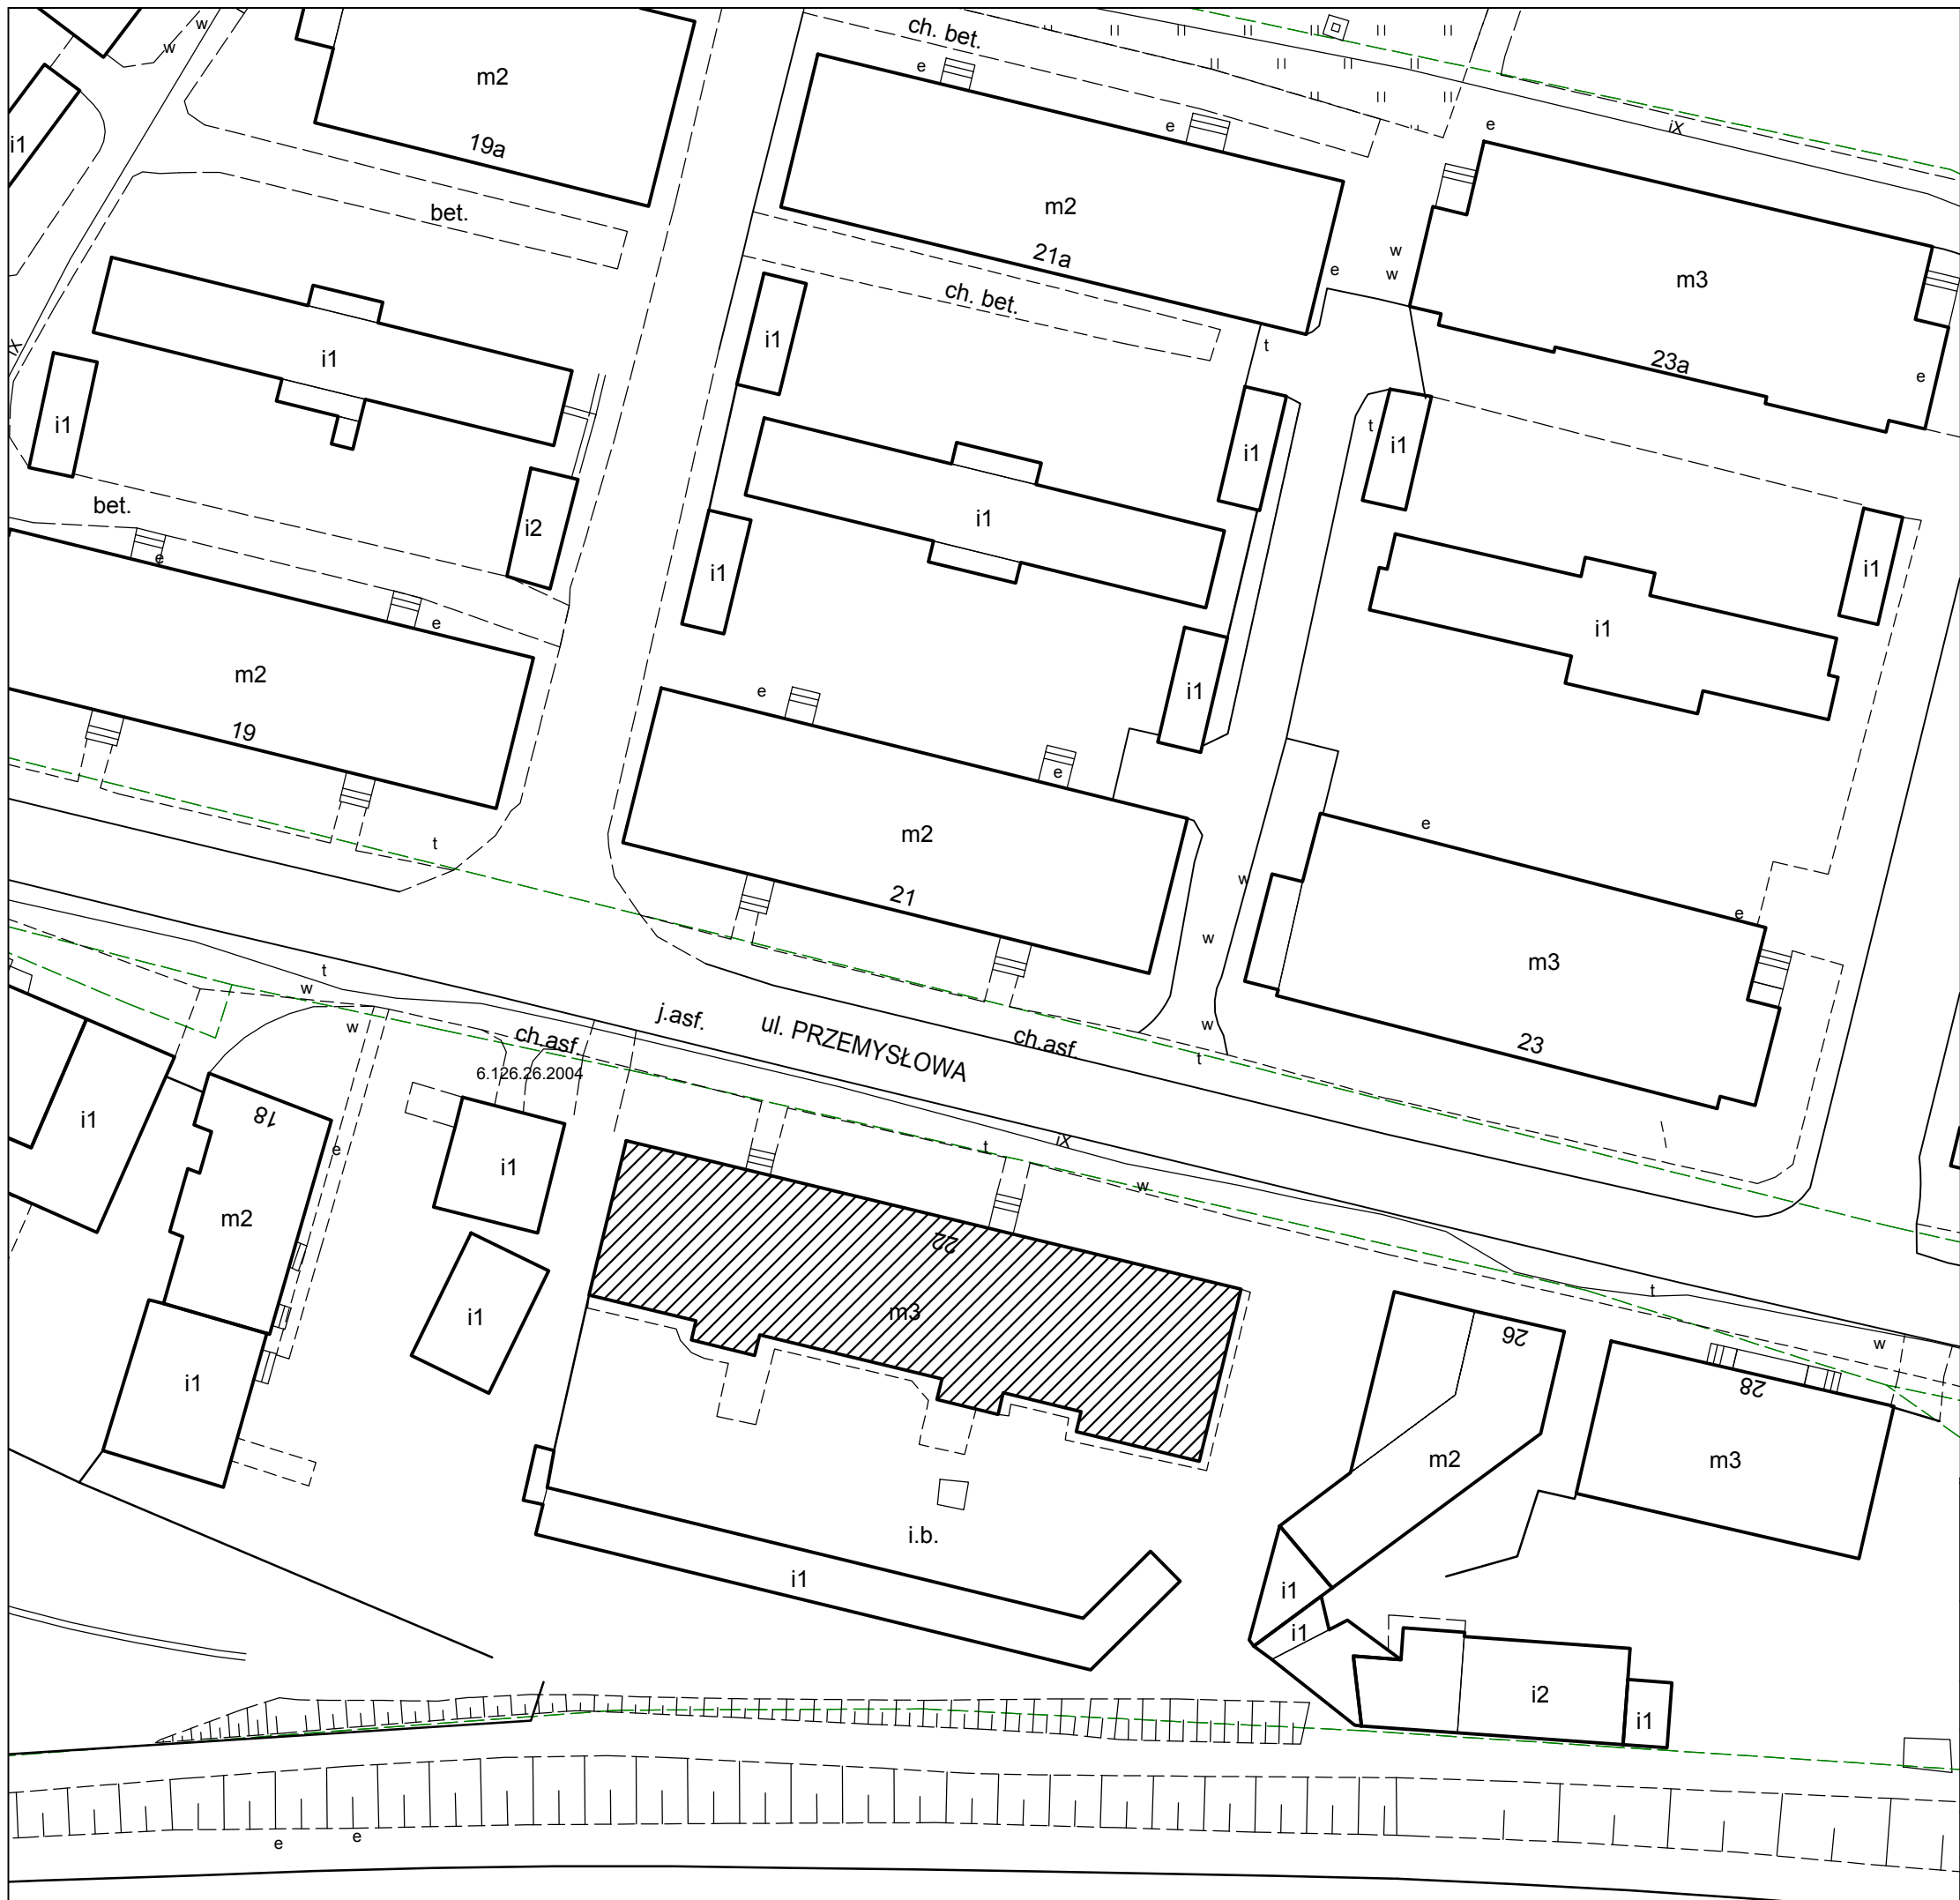 w
ch. bet.
w
e
m2
e
e
iX
i1
19a
m2
bet.
w
21a
e
w
m3
ch. bet.
i1
t
X
i1
23a
e
i1
t
i1
i1
bet.
i1
i2
e
i1
i1
e
i1
m2
e
i1
19
e
e
m2
t
21
w
e
w
m3
t
w
j.asf.
ul. PRZEMYSŁOWA
w
w
ch.asf.
ch.asf
23
t
6.126.26.2004
i1
18
e
i1
t
iX
w
m2
22
t
i1
m3
26
w
28
i1
m2
m3
i.b.
i1
i1
i1
i2
i1
e
e